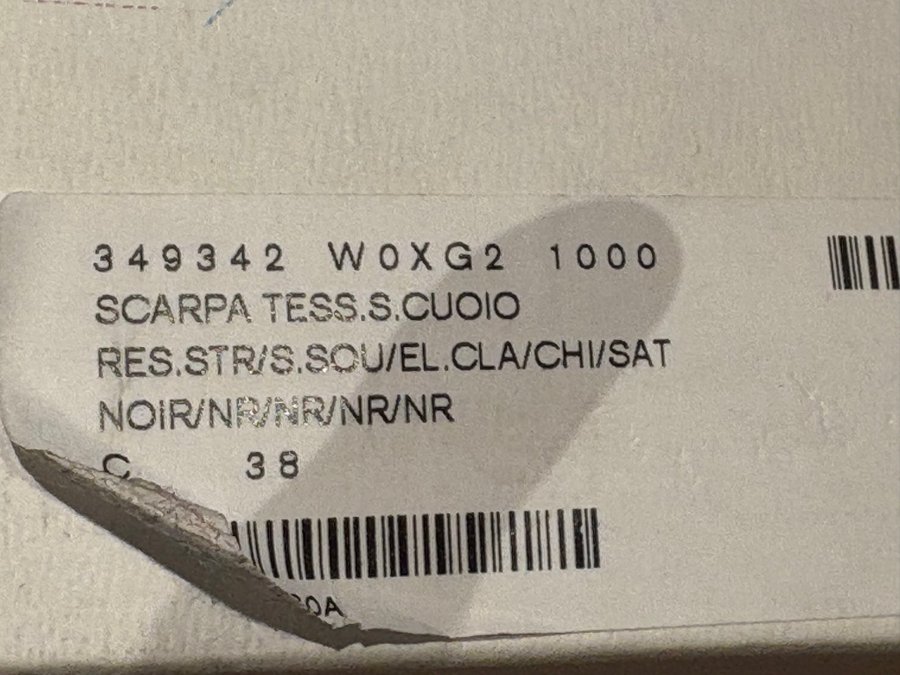 349342 W0XG2 1000
SCARPA TESS.S.CUOIO
RES.STR/S.SOU/EL.CLA/CHI/SAT
NOIR/NR/NR/NR/NR
C 38
0A